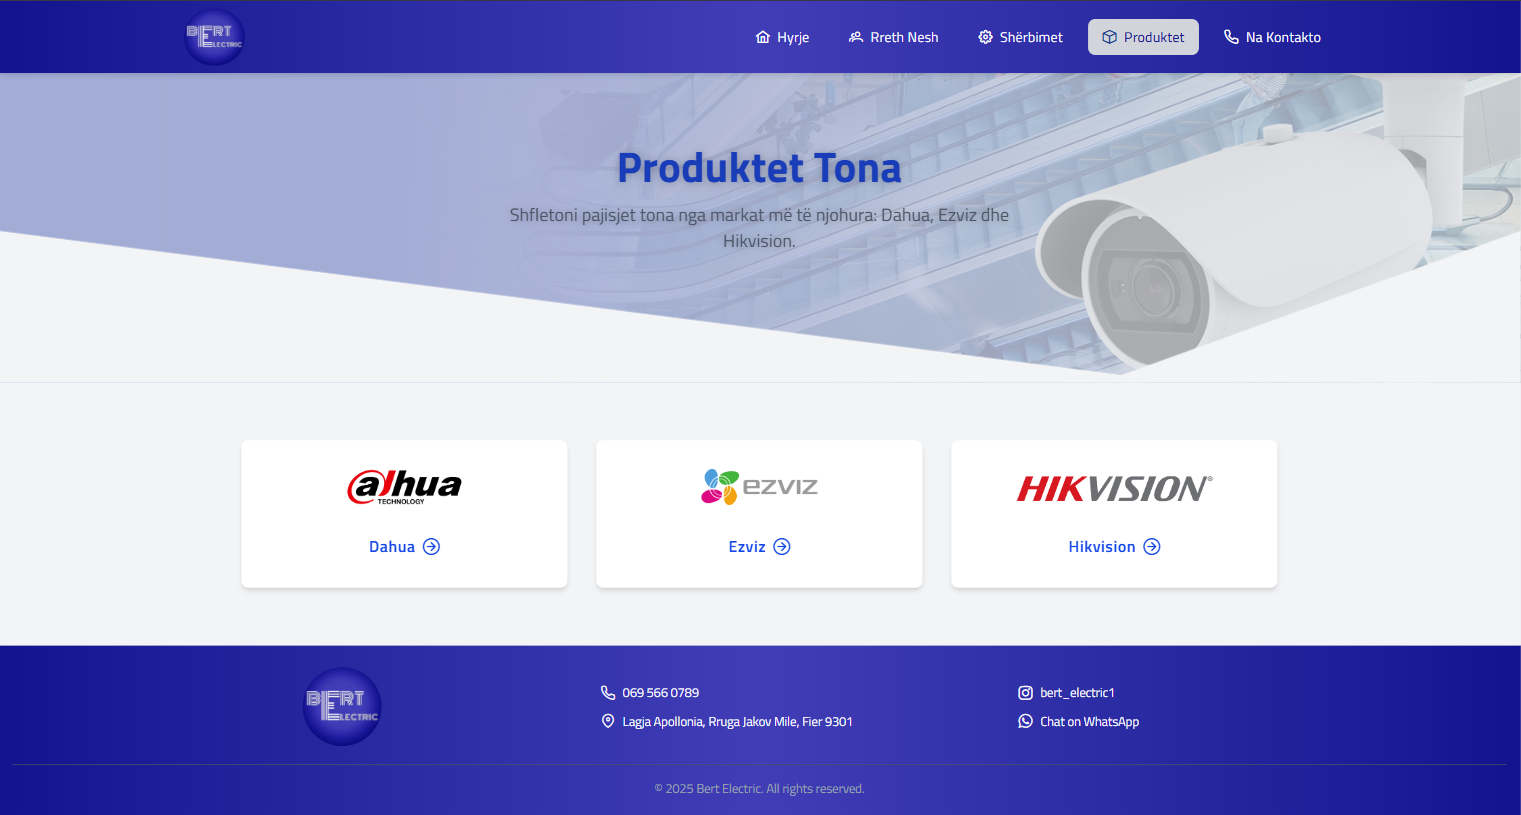 BERT
ELECTRIC
Hyrje
Rreth Nesh
Shërbimet
Produktet
Na Kontakto
Produktet Tona
Shfletoni pajisjet tona nga markat më të njohura: Dahua, Ezviz dhe
Hikvision.
alhua
TECHNOLOGY
ezviz
HIKVISION®
Dahua
Ezviz
Hikvision
BERT
ELECTRIC
069 566 0789
Lagja Apollonia, Rruga Jakov Mile, Fier 9301
bert_electric1
Chat on WhatsApp
© 2025 Bert Electric. All rights reserved.